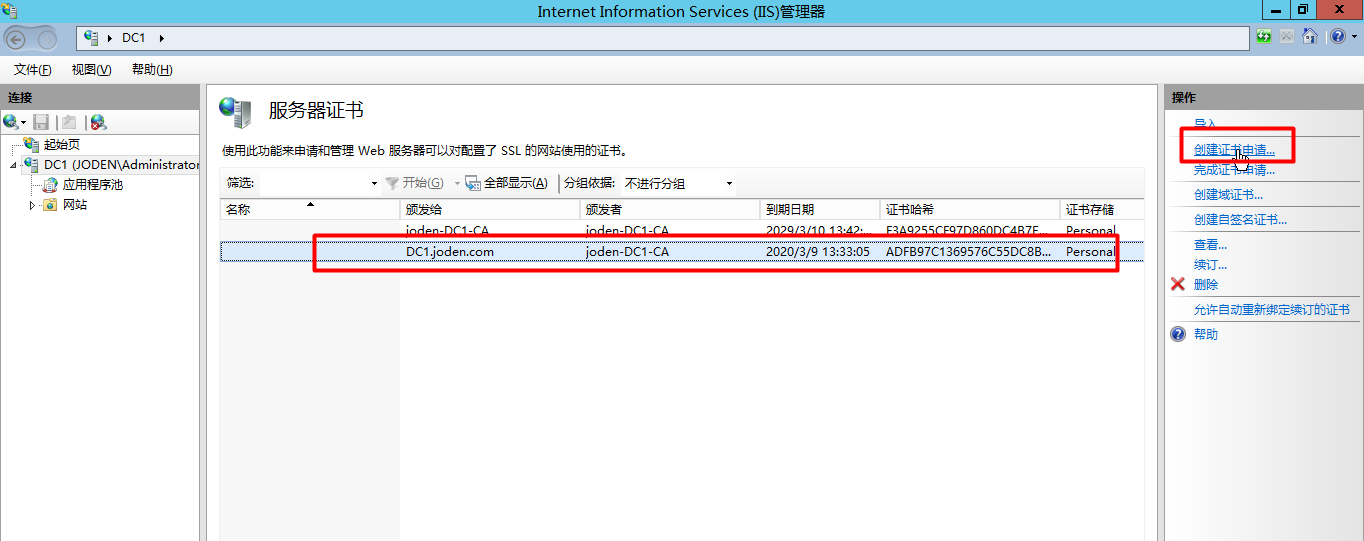 Internet Information Services (IIS)管理器
DC1
文件(F) 视图(V) 帮助(H)
连接
起始页
DC1 (JODEN\Administrator
应用程序池
网站
服务器证书
使用此功能来申请和管理 Web 服务器可以对配置了 SSL 的网站使用的证书。
筛选: 开始(G) 全部显示(A) 分组依据: 不进行分组
名称 颁发给 颁发者 到期日期 证书哈希 证书存储
joden-DC1-CA joden-DC1-CA 2029/3/10 13:42:... F3A9255CF97D860DC4B7F... Personal
DC1.joden.com joden-DC1-CA 2020/3/9 13:33:05 ADFB97C1369576C55DC8B... Personal
操作
导入
创建证书申请...
完成证书申请...
创建域证书...
创建自签名证书...
查看...
续订...
删除
允许自动重新绑定续订的证书
帮助